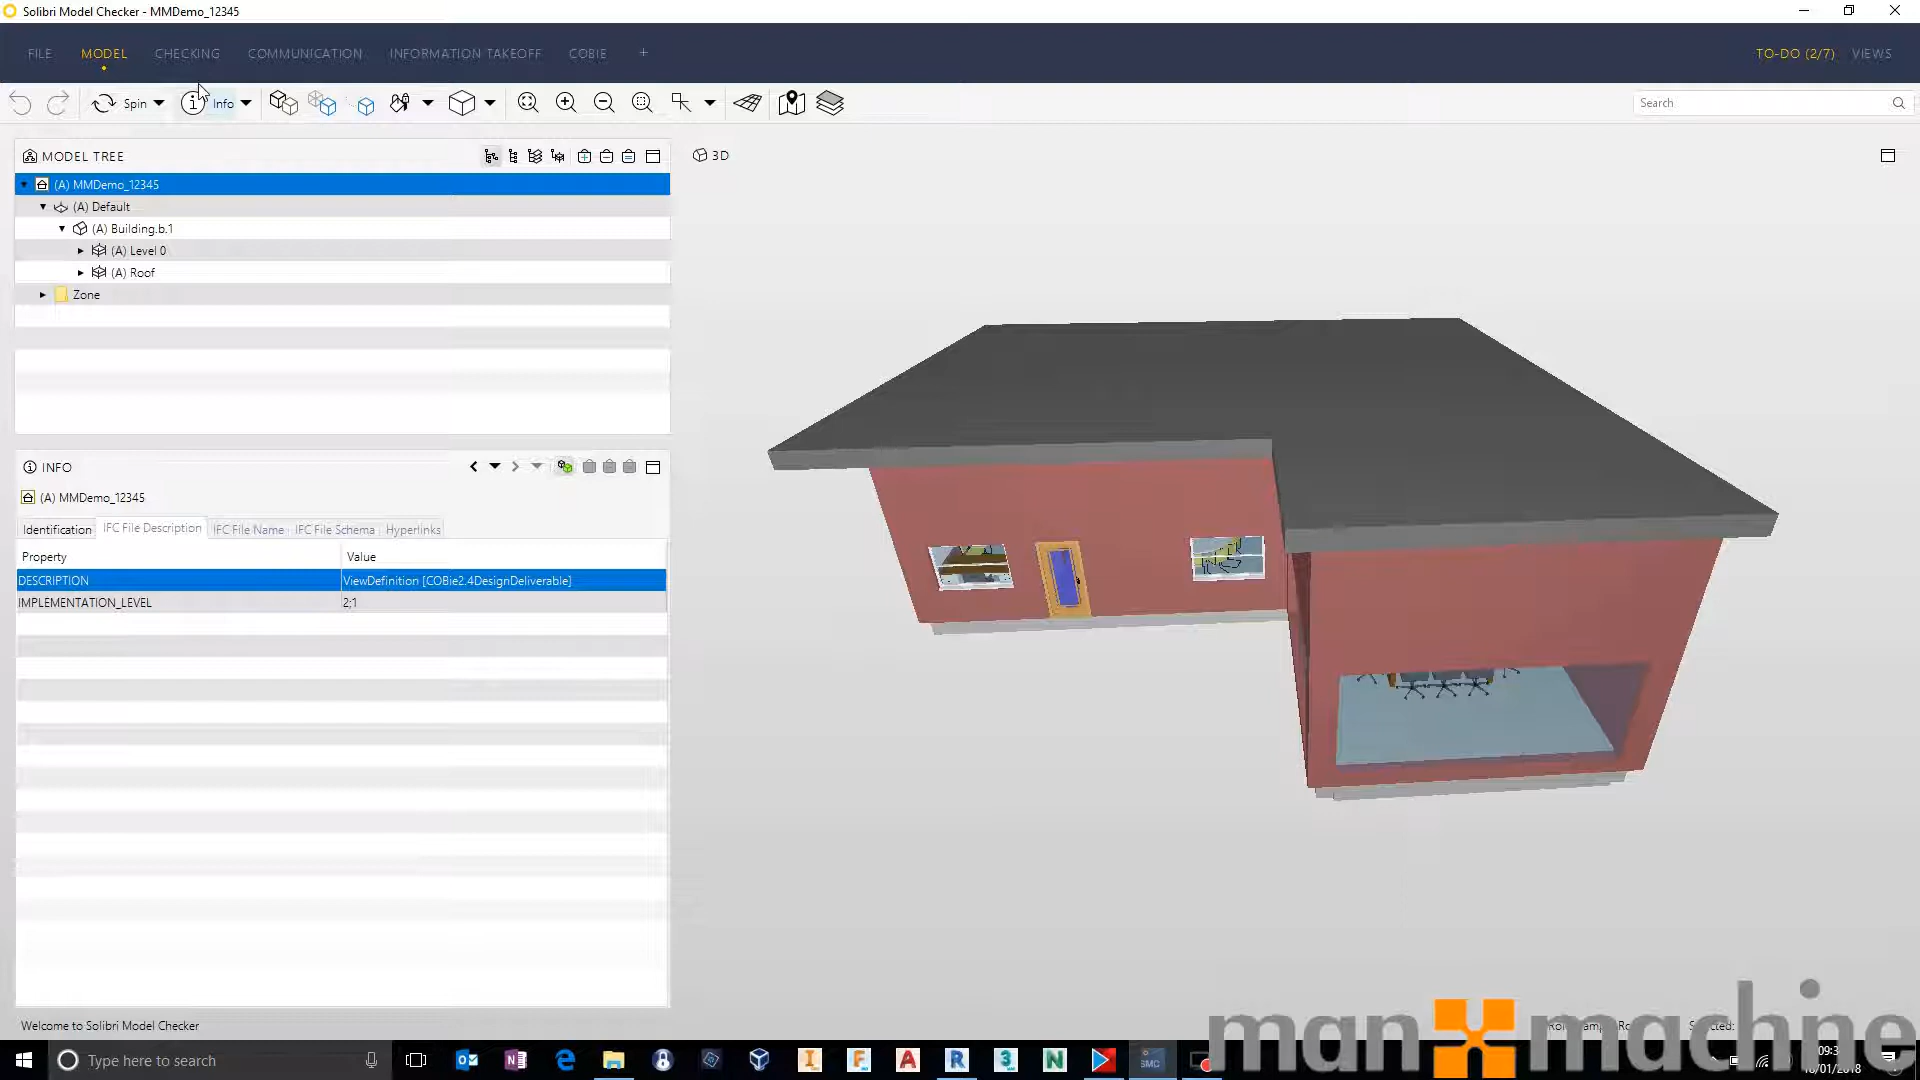 Solibri Model Checker - MMDemo_12345
FILE MODEL CHECKING COMMUNICATION INFORMATION TAKEOFF COBIE + TO-DO (2/7) VIEWS
Spin Info Search
MODEL TREE 3D
(A) MMDemo_12345
(A) Default
(A) Building.b.1
(A) Level 0
(A) Roof
Zone
INFO
(A) MMDemo_12345
Identification IFC File Description IFC File Name IFC File Schema Hyperlinks
Property Value
DESCRIPTION ViewDefinition [COBie2.4DesignDeliverable]
IMPLEMENTATION_LEVEL 2;1
Welcome to Solibri Model Checker Selected:
man machine
Type here to search SMC